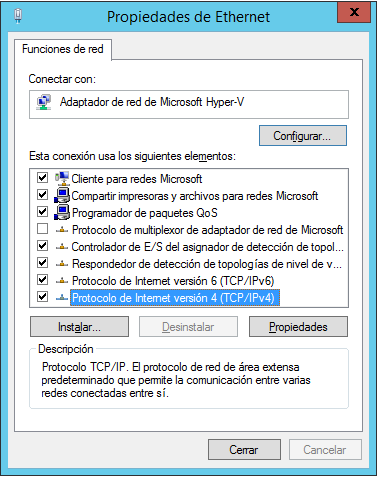 Propiedades de Ethernet
x
Funciones de red
Conectar con:
Adaptador de red de Microsoft Hyper-V
Configurar...
Esta conexión usa los siguientes elementos:
Cliente para redes Microsoft
Compartir impresoras y archivos para redes Microsoft
Programador de paquetes QoS
Protocolo de multiplexor de adaptador de red de Microsoft
Controlador de E/S del asignador de detección de topol...
Respondedor de detección de topologías de nivel de v...
Protocolo de Internet versión 6 (TCP/IPv6)
Protocolo de Internet versión 4 (TCP/IPv4)
Instalar... Desinstalar Propiedades
Descripción
Protocolo TCP/IP. El protocolo de red de área extensa
predeterminado que permite la comunicación entre varias
redes conectadas entre sí.
Cerrar Cancelar